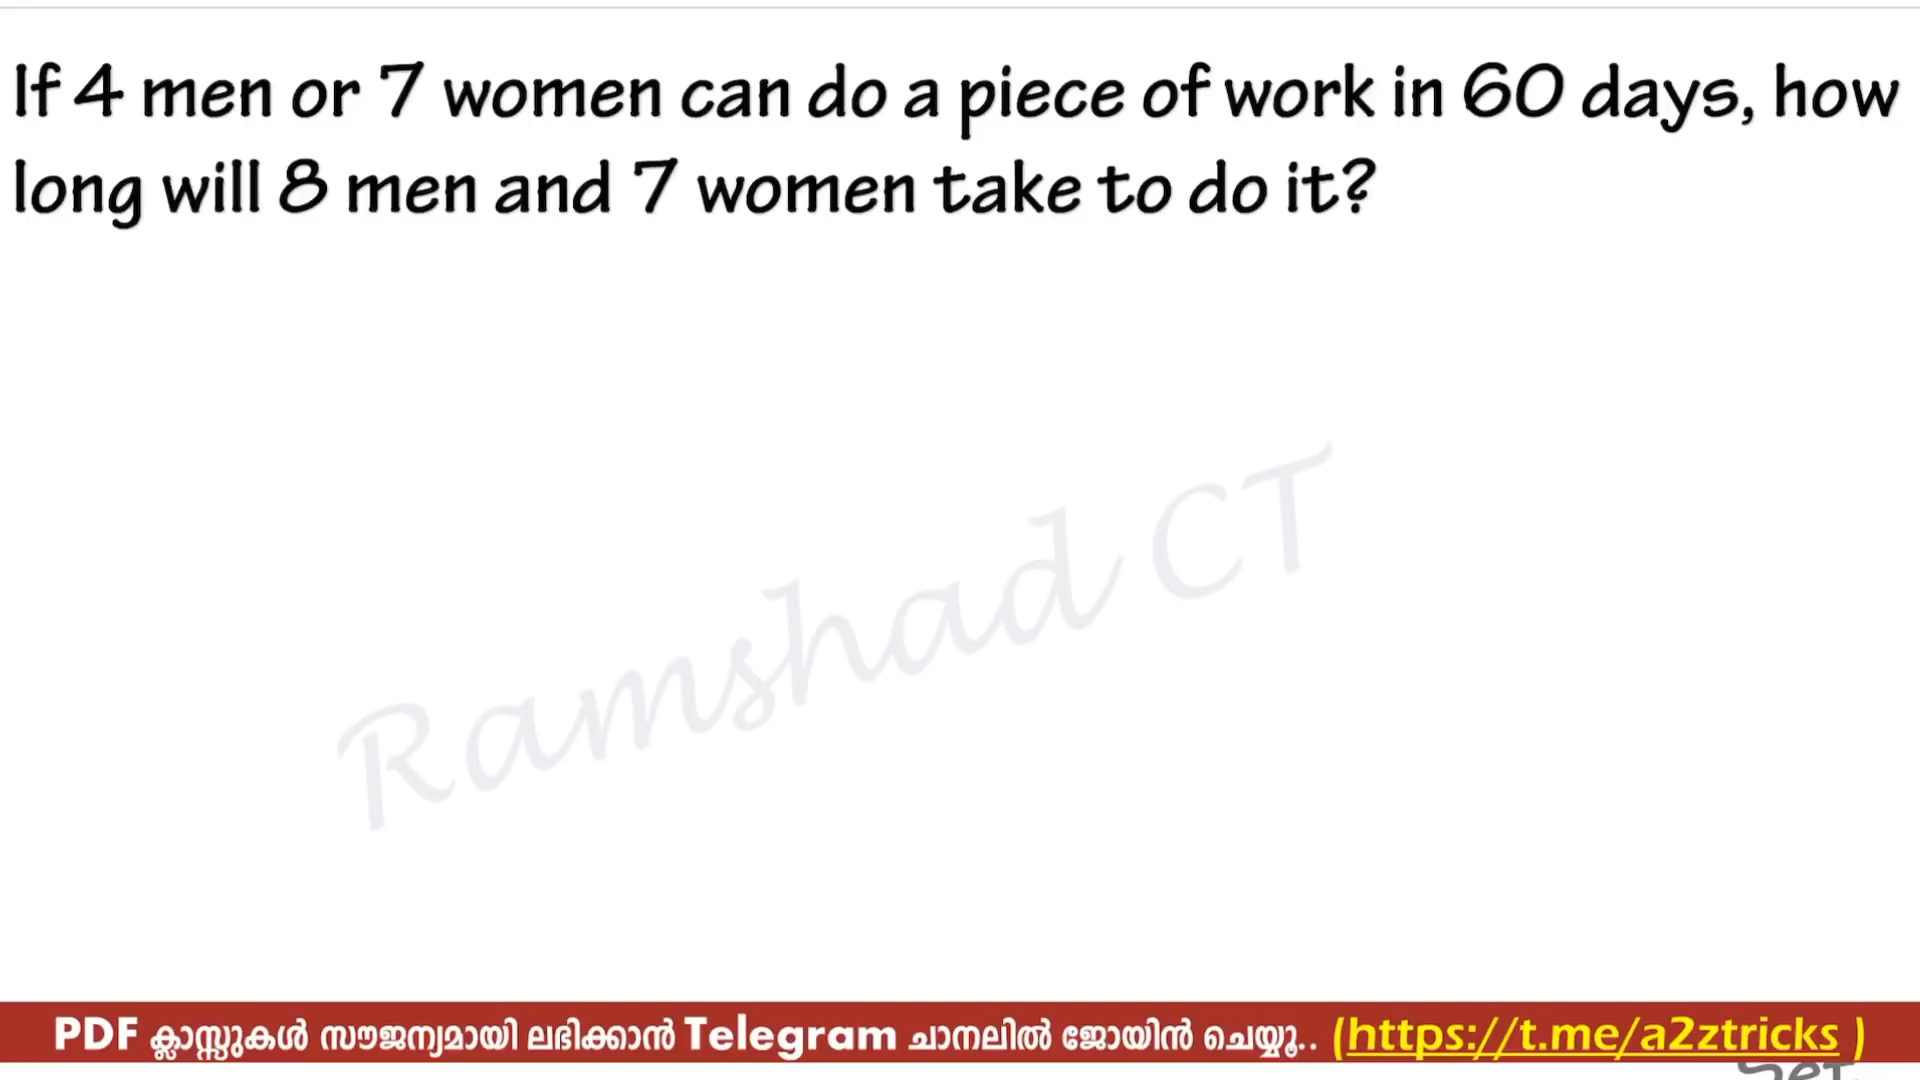 If 4 men or 7 women can do a piece of work in 60 days, how
long will 8 men and 7 women take to do it?
Ramshad CT
PDF ക്ലാസ്സുകൾ സൗജന്യമായി ലഭിക്കാൻ Telegram ചാനലിൽ ജോയിൻ ചെയ്യൂ.. (https://t.me/a2ztricks )